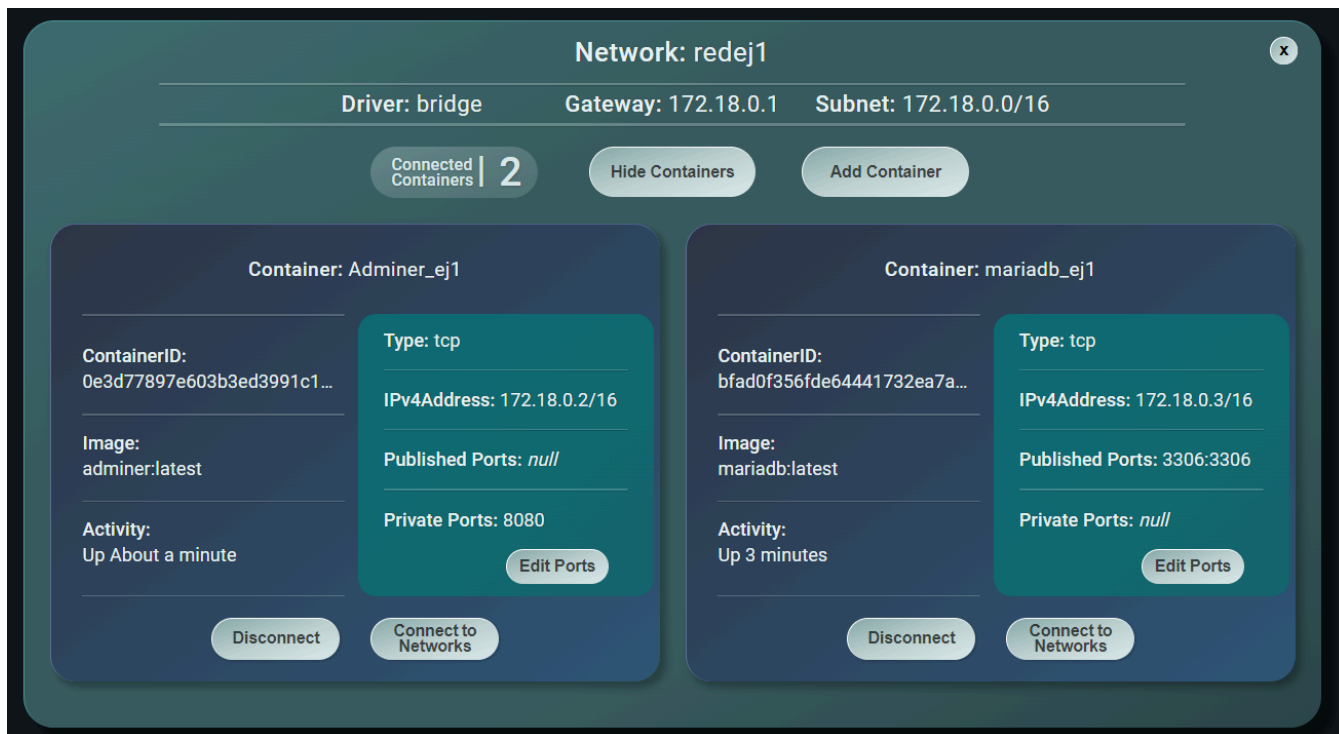 Network: redej1
x
Driver: bridge
Gateway: 172.18.0.1
Subnet: 172.18.0.0/16
Connected
Containers
2
Hide Containers
Add Container
Container: Adminer_ej1
ContainerID:
0e3d77897e603b3ed3991c1...
Image:
adminer:latest
Activity:
Up About a minute
Type: tcp
IPv4Address: 172.18.0.2/16
Published Ports: null
Private Ports: 8080
Edit Ports
Disconnect
Connect to
Networks
Container: mariadb_ej1
ContainerID:
bfad0f356fde64441732ea7a...
Image:
mariadb:latest
Activity:
Up 3 minutes
Type: tcp
IPv4Address: 172.18.0.3/16
Published Ports: 3306:3306
Private Ports: null
Edit Ports
Disconnect
Connect to
Networks